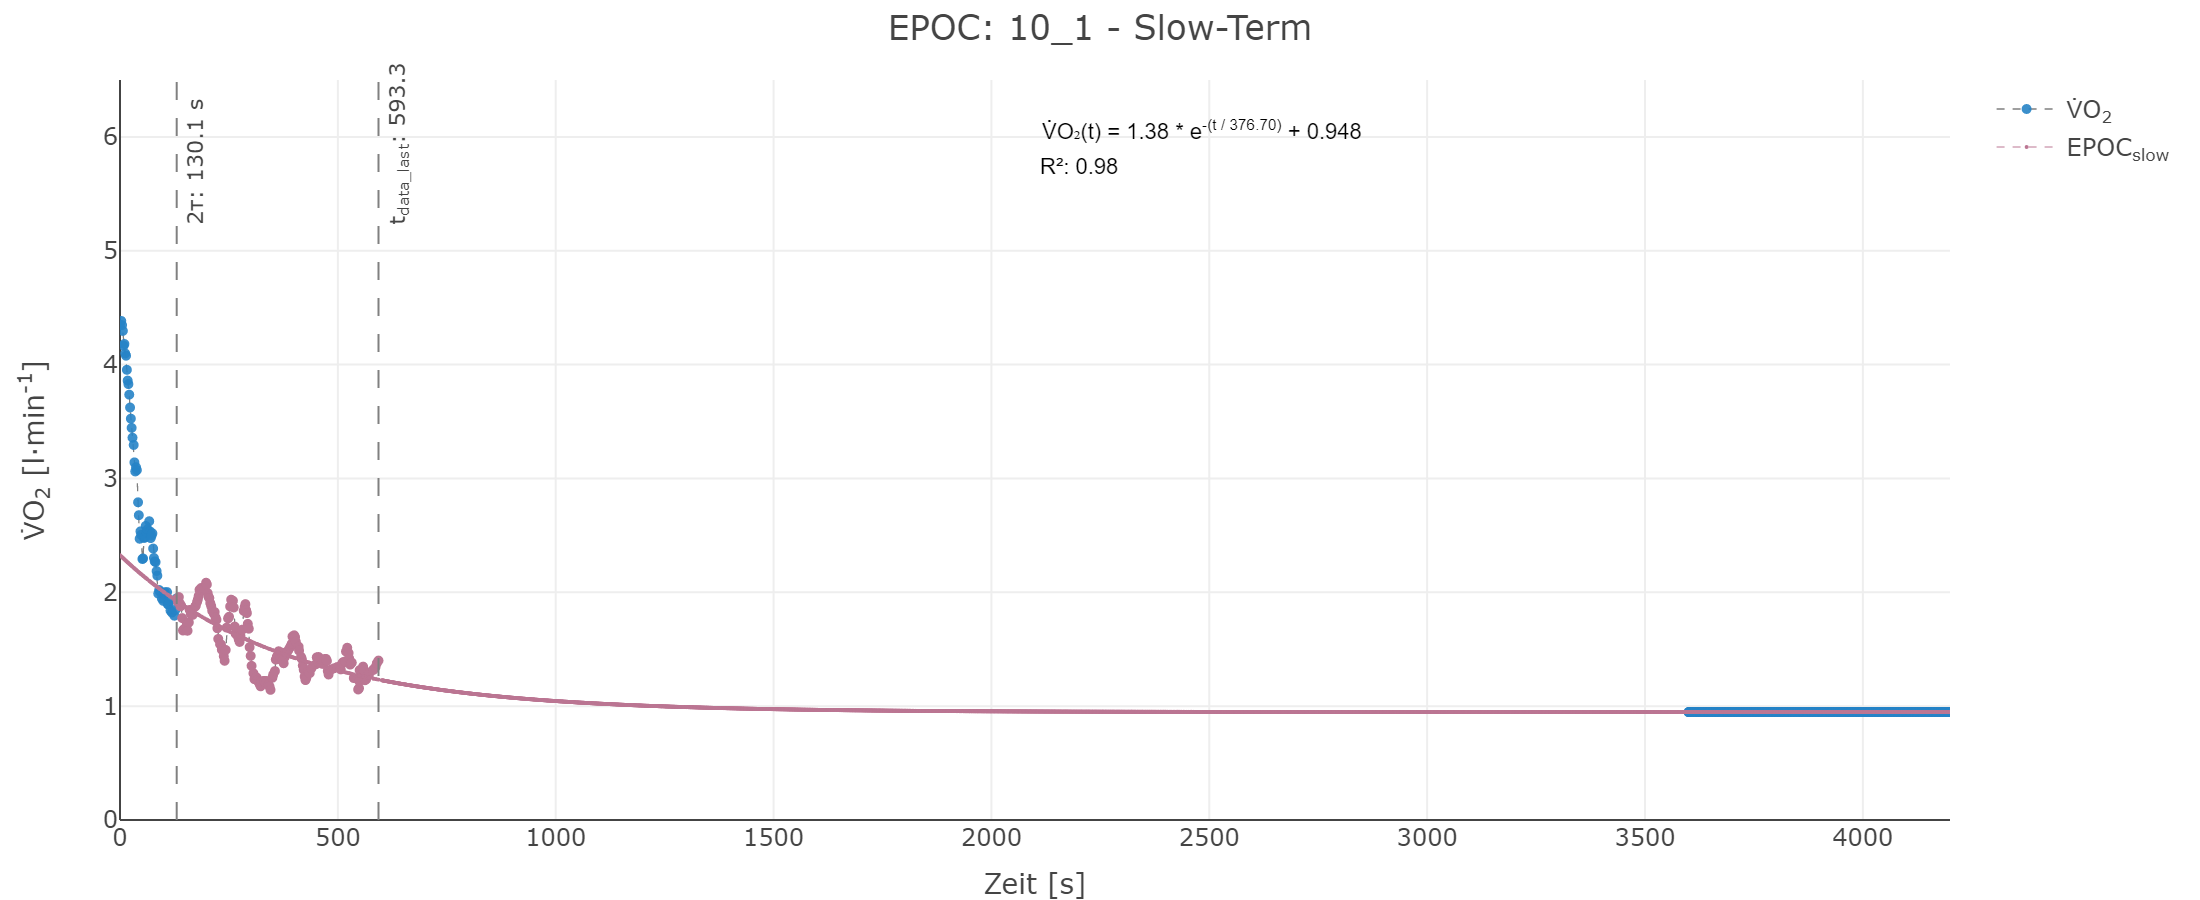 EPOC: 10_1 - Slow-Term
2τ: 130.1 s
t_data_last: 593.3
V̇O₂(t) = 1.38 * e^-(t / 376.70) + 0.948
R²: 0.98
V̇O₂
EPOC_slow
V̇O₂ [l·min⁻¹]
6
5
4
3
2
1
0
0 500 1000 1500 2000 2500 3000 3500 4000
Zeit [s]